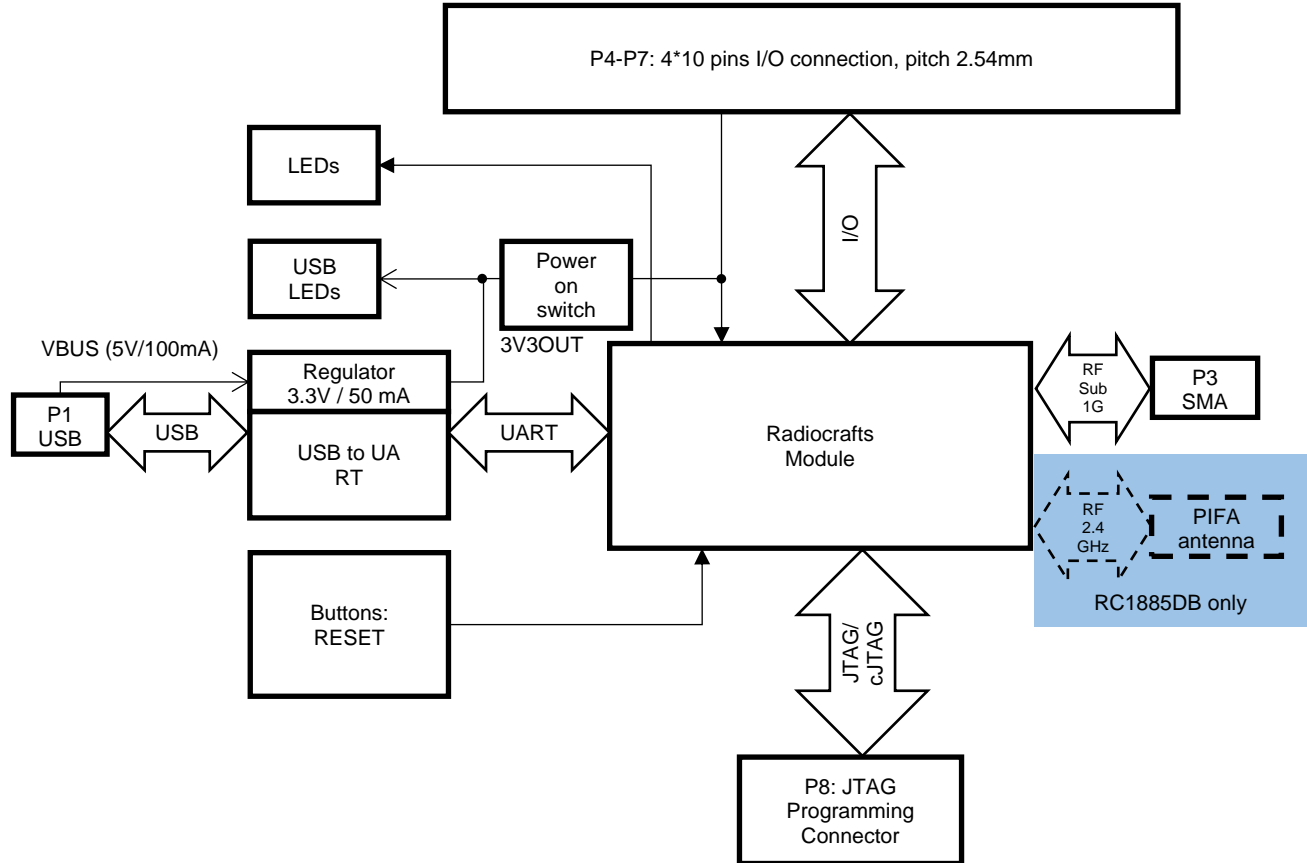 P4-P7: 4*10 pins I/O connection, pitch 2.54mm
LEDs
I/O
USB
LEDs
Power
on
switch
3V3OUT
VBUS (5V/100mA)
Regulator
3.3V / 50 mA
P1
USB
USB
USB to UA
RT
UART
Radiocrafts
Module
RF
Sub
1G
P3
SMA
RF
2.4
GHz
PIFA
antenna
RC1885DB only
Buttons:
RESET
JTAG/
cJTAG
P8: JTAG
Programming
Connector